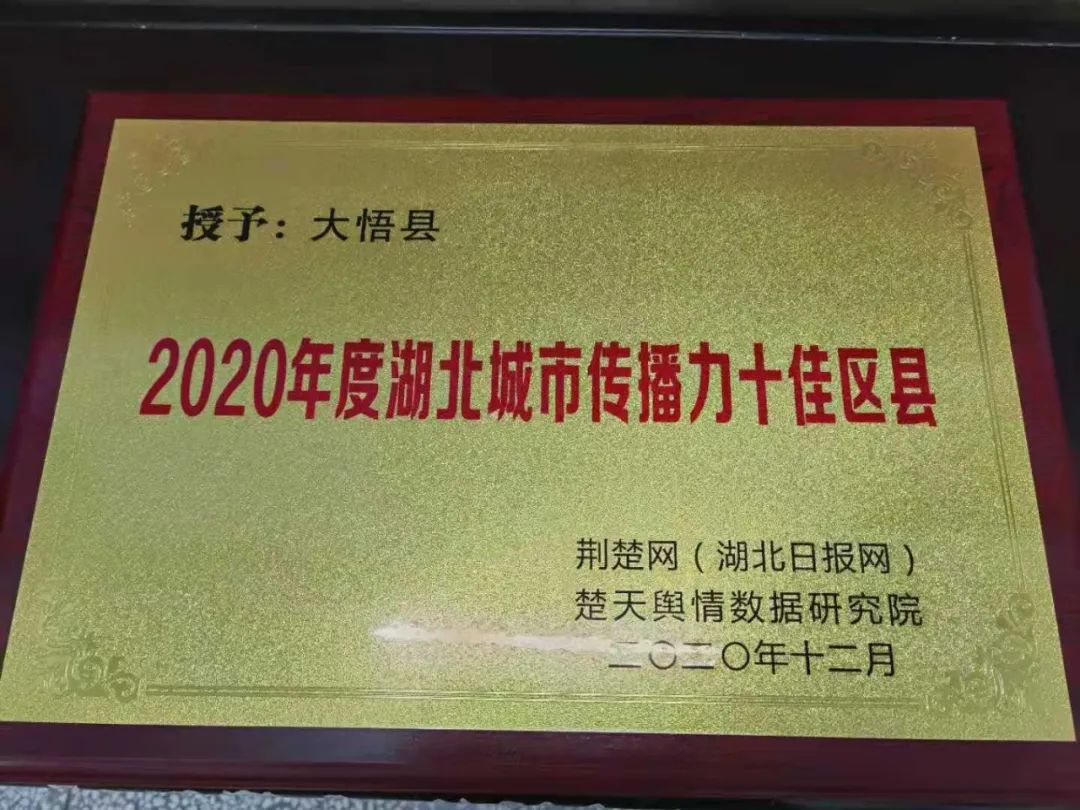 授予：大悟县
2020年度湖北城市传播力十佳区县
荆楚网（湖北日报网）
楚天舆情数据研究院
二〇二〇年十二月